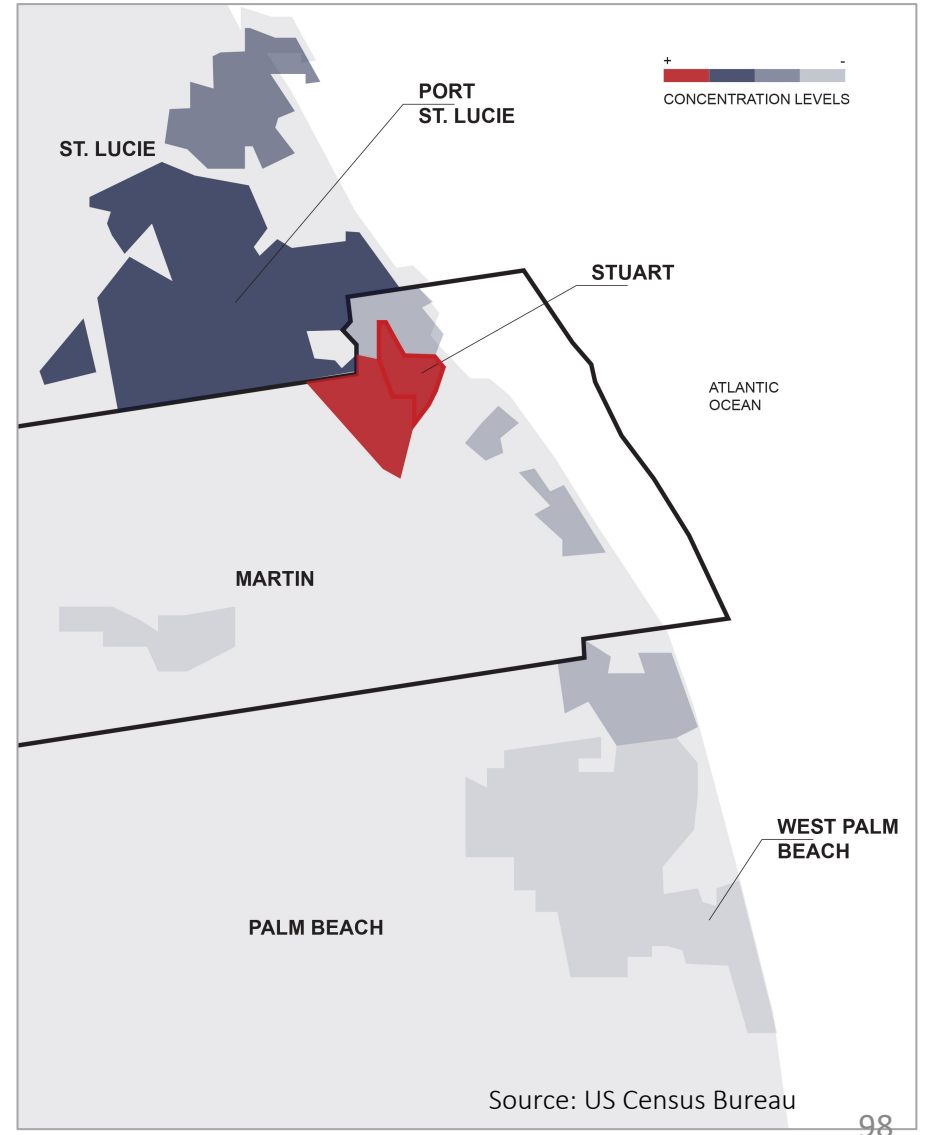 + -
CONCENTRATION LEVELS
PORT
ST. LUCIE
ST. LUCIE
STUART
ATLANTIC
OCEAN
MARTIN
WEST PALM
BEACH
PALM BEACH
Source: US Census Bureau
98